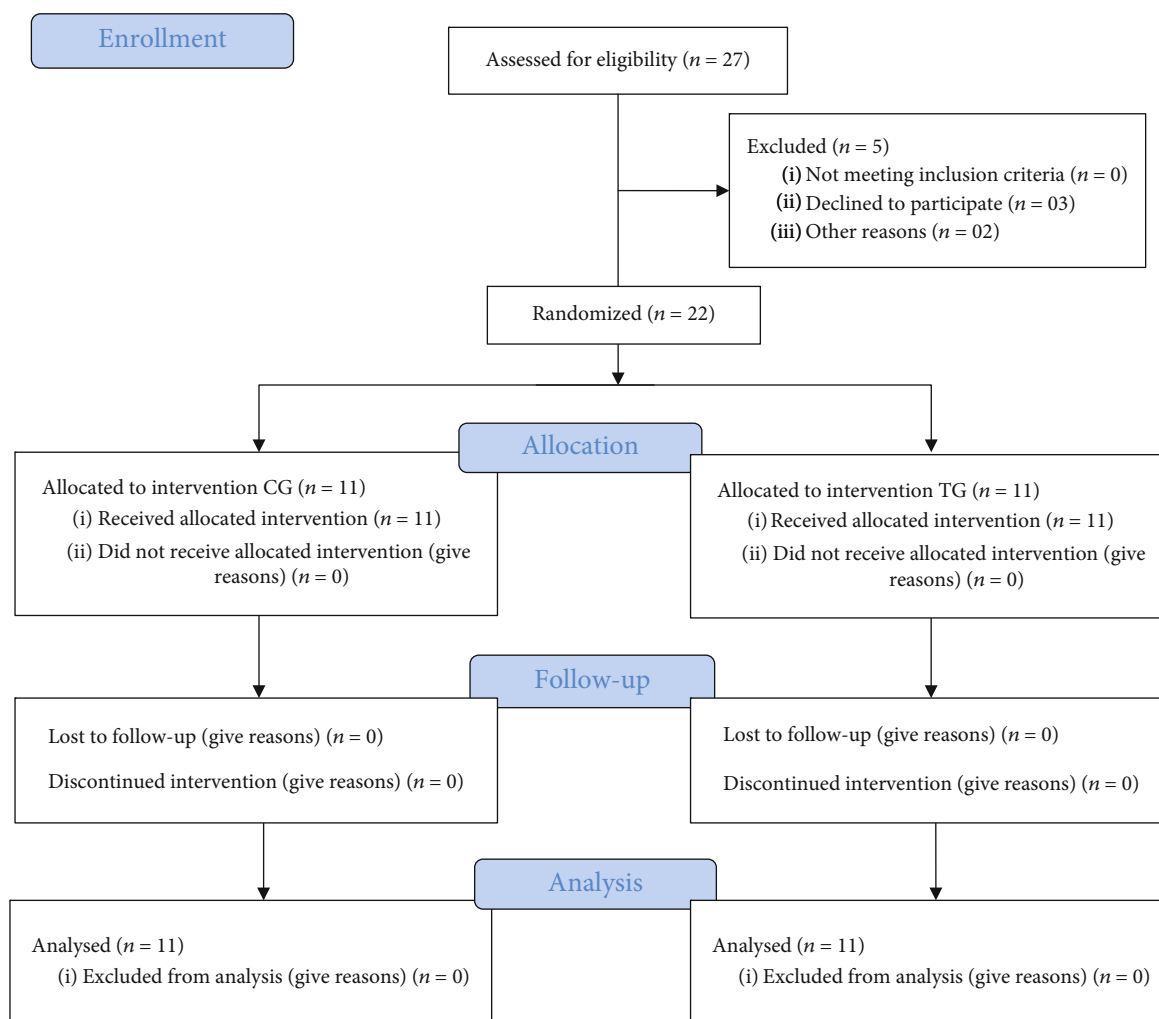 Enrollment
Assessed for eligibility (n = 27)
Excluded (n = 5)
(i) Not meeting inclusion criteria (n = 0)
(ii) Declined to participate (n = 03)
(iii) Other reasons (n = 02)
Randomized (n = 22)
Allocation
Allocated to intervention CG (n = 11)
(i) Received allocated intervention (n = 11)
(ii) Did not receive allocated intervention (give
reasons) (n = 0)
Allocated to intervention TG (n = 11)
(i) Received allocated intervention (n = 11)
(ii) Did not receive allocated intervention (give
reasons) (n = 0)
Follow-up
Lost to follow-up (give reasons) (n = 0)
Discontinued intervention (give reasons) (n = 0)
Lost to follow-up (give reasons) (n = 0)
Discontinued intervention (give reasons) (n = 0)
Analysis
Analysed (n = 11)
(i) Excluded from analysis (give reasons) (n = 0)
Analysed (n = 11)
(i) Excluded from analysis (give reasons) (n = 0)